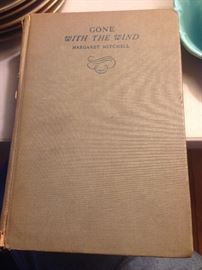 GONE
WITH THE WIND
MARGARET MITCHELL